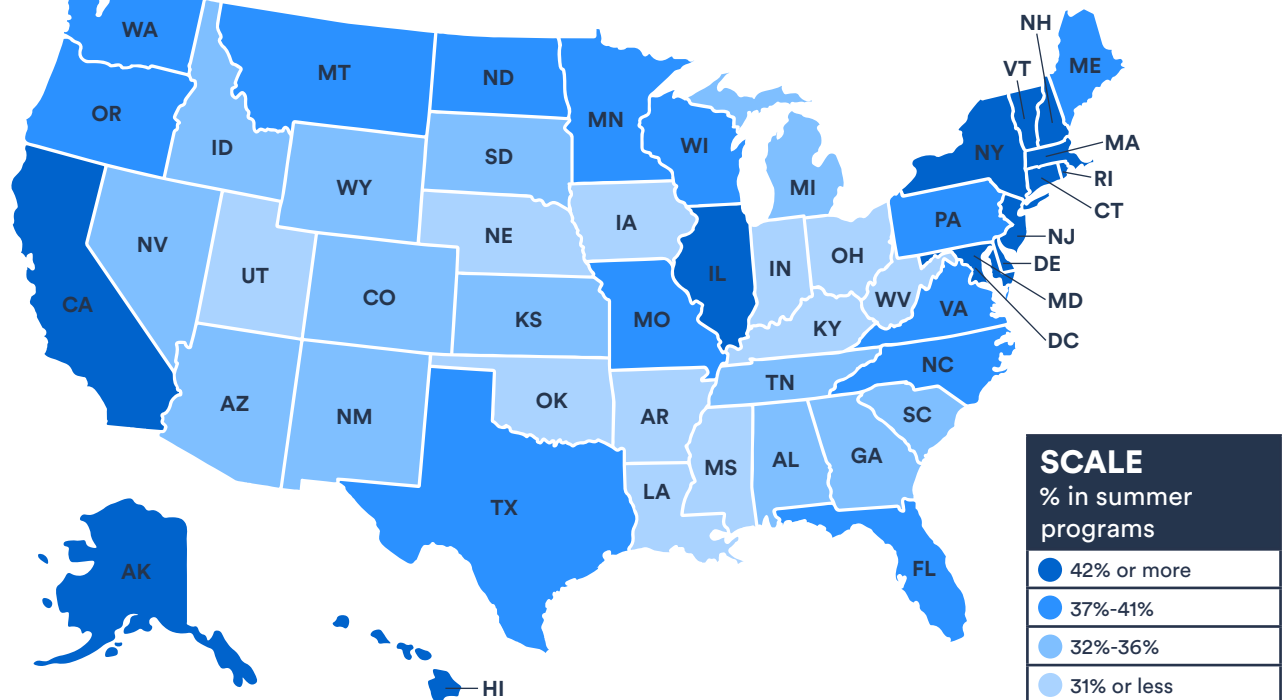 NH
WA
ME
VT
MT
ND
OR
MN
MA
WI
ID
NY
SD
RI
WY
MI
CT
PA
IA
NE
NJ
NV
OH
DE
UT
IN
IL
CO
WV
MD
CA
VA
KS
MO
KY
DC
NC
TN
OK
AZ
SC
NM
AR
GA
AL
MS
SCALE
LA
% in summer
TX
programs
FL
AK
42% or more
37%-41%
32%-36%
31% or less
HI